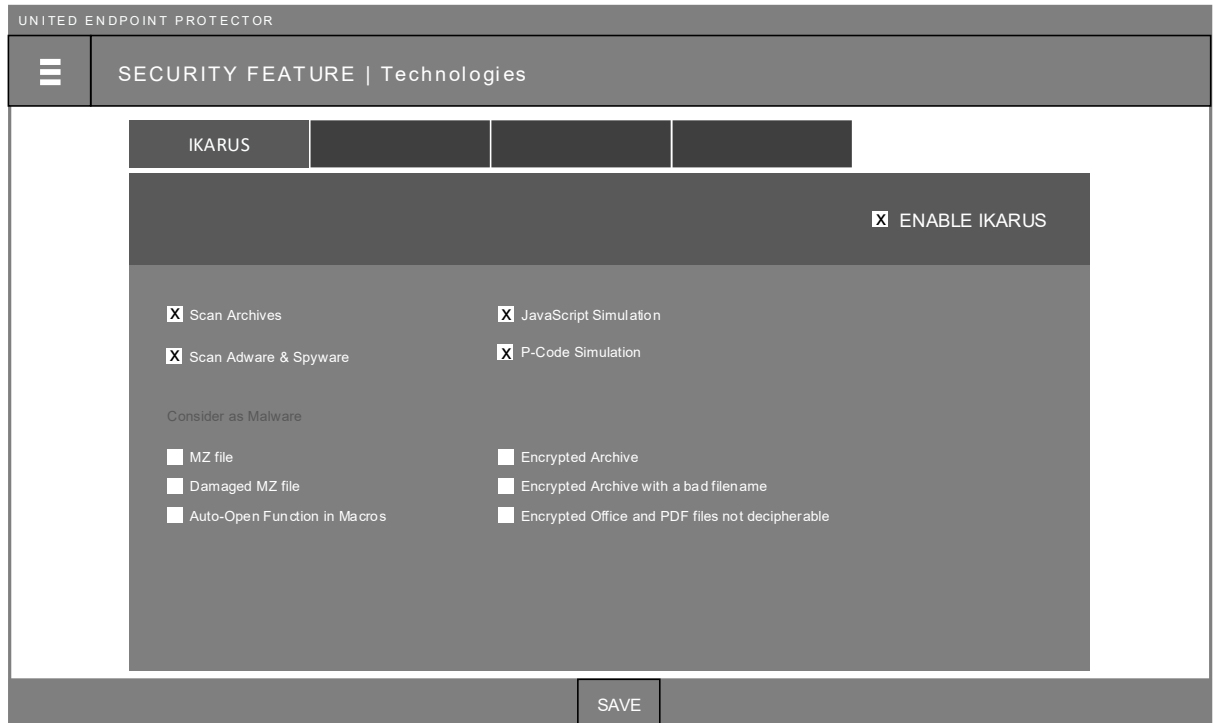 UNITED ENDPOINT PROTECTOR
SECURITY FEATURE | Technologies
IKARUS
X ENABLE IKARUS
X Scan Archives
X JavaScript Simulation
X Scan Adware & Spyware
X P-Code Simulation
Consider as Malware
MZ file
Encrypted Archive
Damaged MZ file
Encrypted Archive with a bad filename
Auto-Open Function in Macros
Encrypted Office and PDF files not decipherable
SAVE